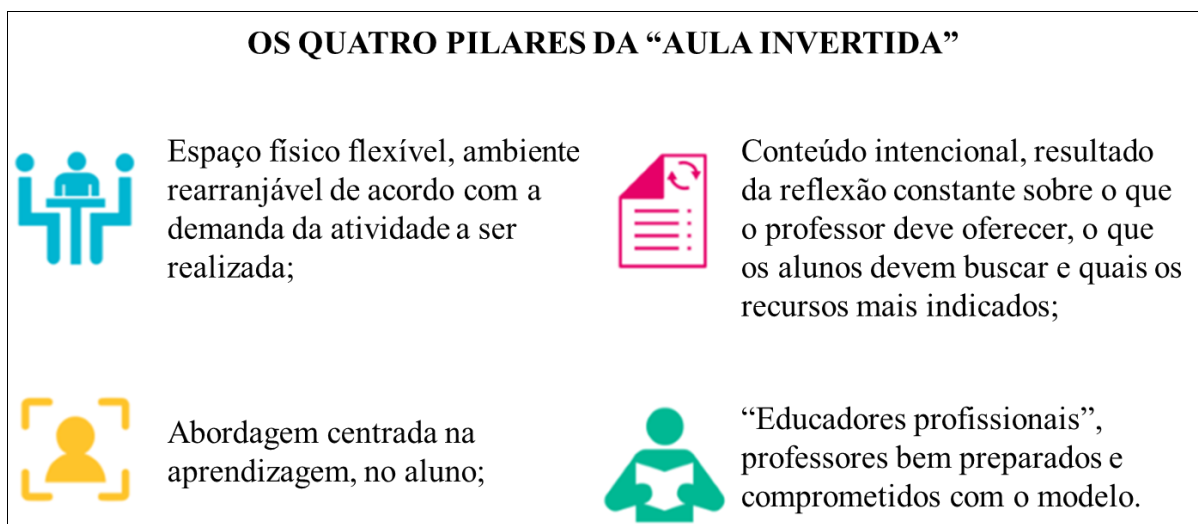 OS QUATRO PILARES DA “AULA INVERTIDA”
Espaço físico flexível, ambiente
rearranjável de acordo com a
demanda da atividade a ser
realizada;
Conteúdo intencional, resultado
da reflexão constante sobre o que
o professor deve oferecer, o que
os alunos devem buscar e quais os
recursos mais indicados;
Abordagem centrada na
aprendizagem, no aluno;
“Educadores profissionais”,
professores bem preparados e
comprometidos com o modelo.